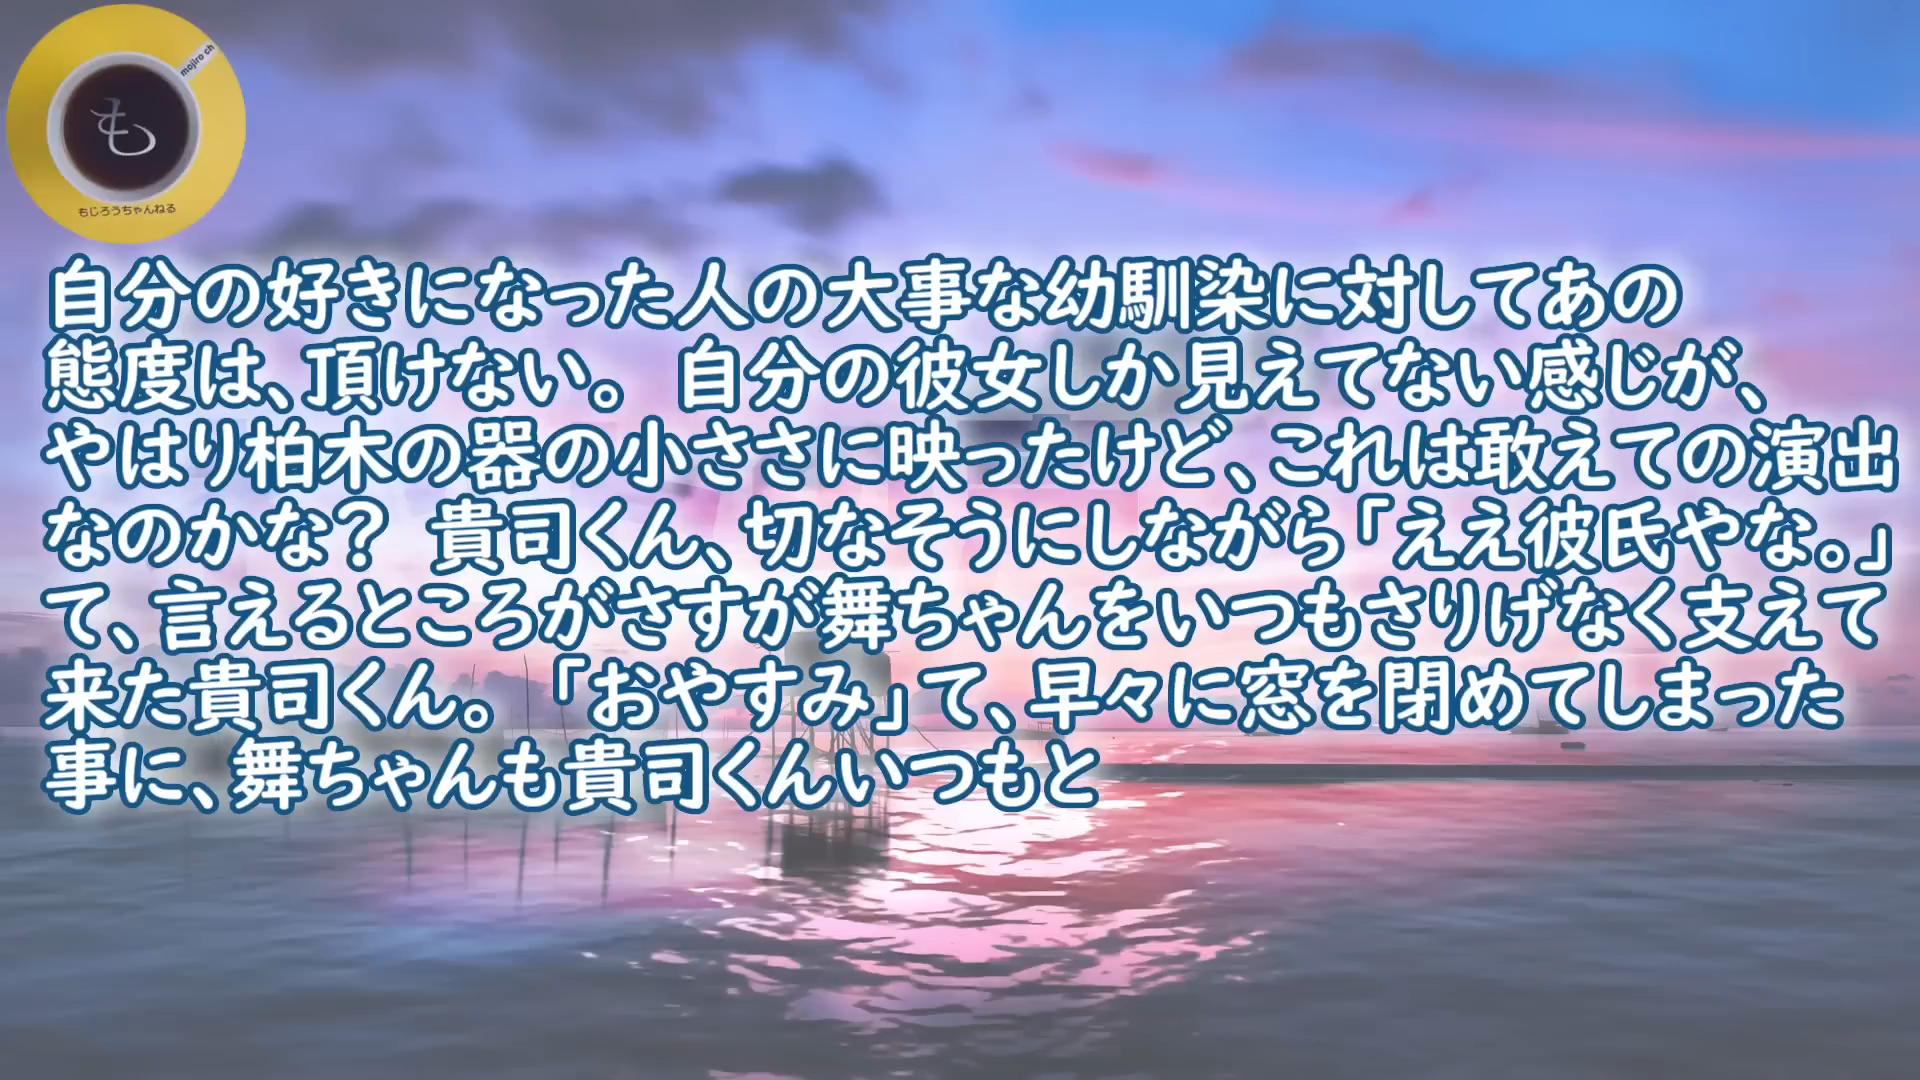 mojiro ch
も
もじろうちゃんねる
自分の好きになった人の大事な幼馴染に対してあの
態度は、頂けない。 自分の彼女しか見えてない感じが、
やはり柏木の器の小ささに映ったけど、これは敢えての演出
なのかな？ 貴司くん、切なそうにしながら「ええ彼氏やな。」
て、言えるところがさすが舞ちゃんをいつもさりげなく支えて
来た貴司くん。 「おやすみ」て、早々に窓を閉めてしまった
事に、舞ちゃんも貴司くんいつもと